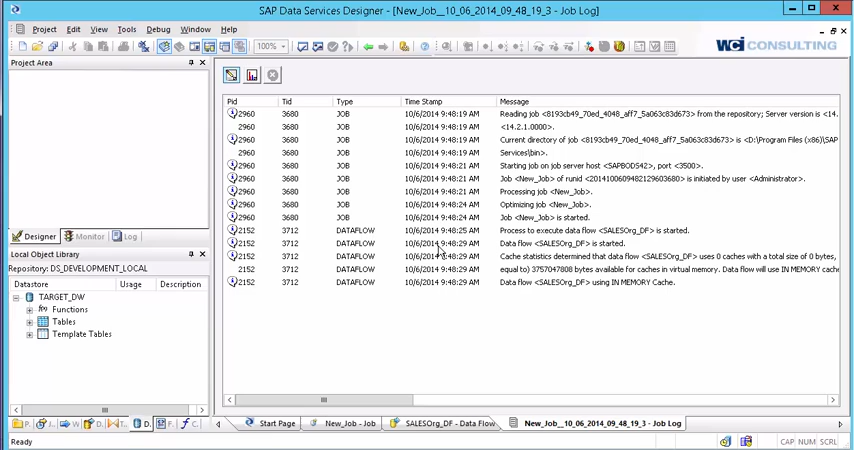 SAP Data Services Designer - [New_Job__10_06_2014_09_48_19_3 - Job Log]
Project Edit View Tools Debug Window Help
100%
WCI CONSULTING
Project Area
Pid Tid Type Time Stamp Message
2960 3680 JOB 10/6/2014 9:48:19 AM Reading job <8193cb49_70ed_4048_aff7_5a063c83d673> from the repository; Server version is <14.
2960 3680 JOB 10/6/2014 9:48:19 AM <14.2.1.0000>.
2960 3680 JOB 10/6/2014 9:48:19 AM Current directory of job <8193cb49_70ed_4048_aff7_5a063c83d673> is <D:\Program Files (x86)\SAP
2960 3680 JOB 10/6/2014 9:48:19 AM Services\bin>.
2960 3680 JOB 10/6/2014 9:48:21 AM Starting job on job server host <SAPBODS42>, port <3500>.
2960 3680 JOB 10/6/2014 9:48:21 AM Job <New_Job> of runid <2014100609482129603680> is initiated by user <Administrator>.
2960 3680 JOB 10/6/2014 9:48:21 AM Processing job <New_Job>.
2960 3680 JOB 10/6/2014 9:48:24 AM Optimizing job <New_Job>.
2960 3680 JOB 10/6/2014 9:48:24 AM Job <New_Job> is started.
2152 3712 DATAFLOW 10/6/2014 9:48:25 AM Process to execute data flow <SALESOrg_DF> is started.
2152 3712 DATAFLOW 10/6/2014 9:48:29 AM Data flow <SALESOrg_DF> is started.
2152 3712 DATAFLOW 10/6/2014 9:48:29 AM Cache statistics determined that data flow <SALESOrg_DF> uses 0 caches with a total size of 0 bytes,
2152 3712 DATAFLOW 10/6/2014 9:48:29 AM equal to) 3757047808 bytes available for caches in virtual memory. Data flow will use IN MEMORY cache
2152 3712 DATAFLOW 10/6/2014 9:48:29 AM Data flow <SALESOrg_DF> using IN MEMORY Cache.
Designer Monitor Log
Local Object Library
Repository: DS_DEVELOPMENT_LOCAL
Datastore Usage Description
TARGET_DW
Functions
Tables
Template Tables
P. J.. W D. T.. D. F. C.
Start Page New_Job - Job SALESOrg_DF - Data Flow New_Job__10_06_2014_09_48_19_3 - Job Log
Ready CAP NUM SCRL